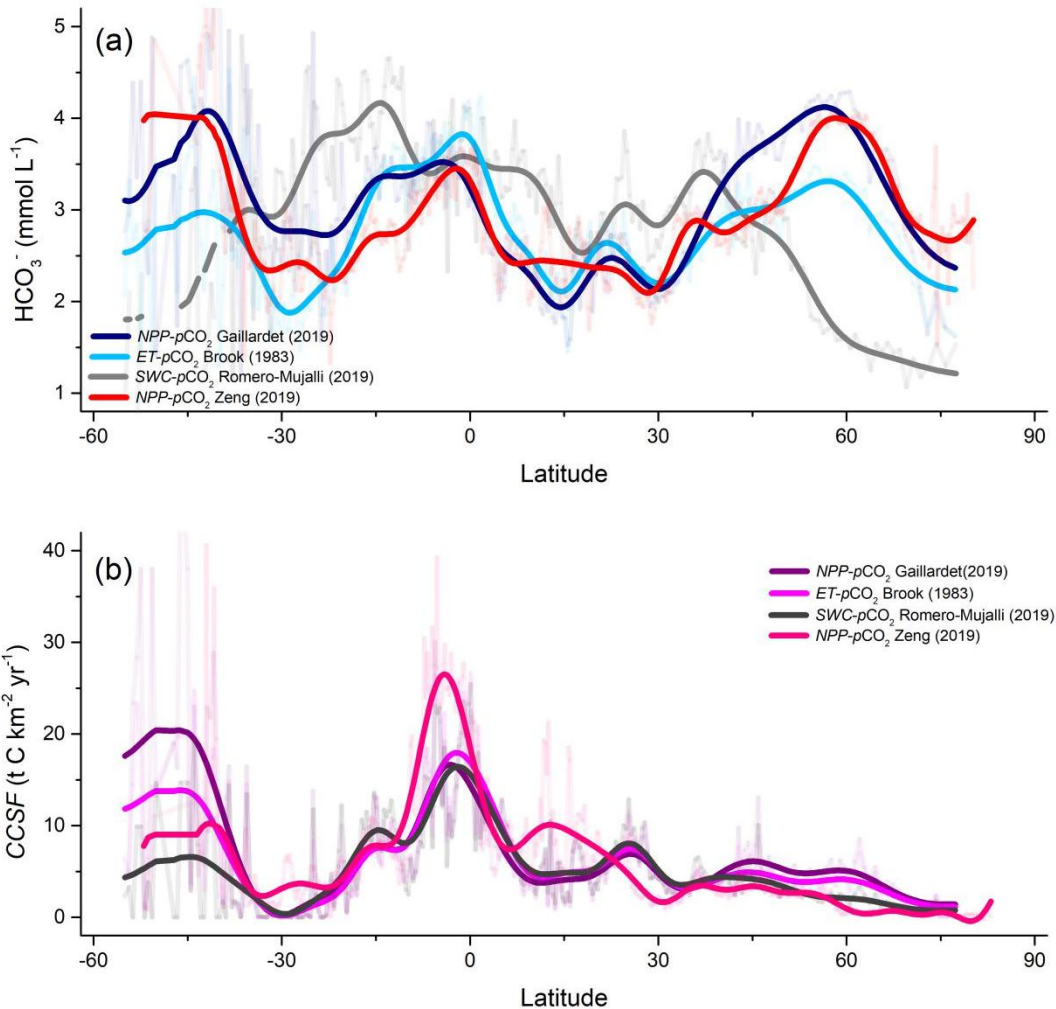 (a)
5
4
3
2
1
HCO₃⁻ (mmol L⁻¹)
NPP-pCO₂ Gaillardet (2019)
ET-pCO₂ Brook (1983)
SWC-pCO₂ Romero-Mujalli (2019)
NPP-pCO₂ Zeng (2019)
-60 -30 0 30 60 90
Latitude
(b)
40
30
20
10
0
CCSF (t C km⁻² yr⁻¹)
NPP-pCO₂ Gaillardet(2019)
ET-pCO₂ Brook (1983)
SWC-pCO₂ Romero-Mujalli (2019)
NPP-pCO₂ Zeng (2019)
-60 -30 0 30 60 90
Latitude